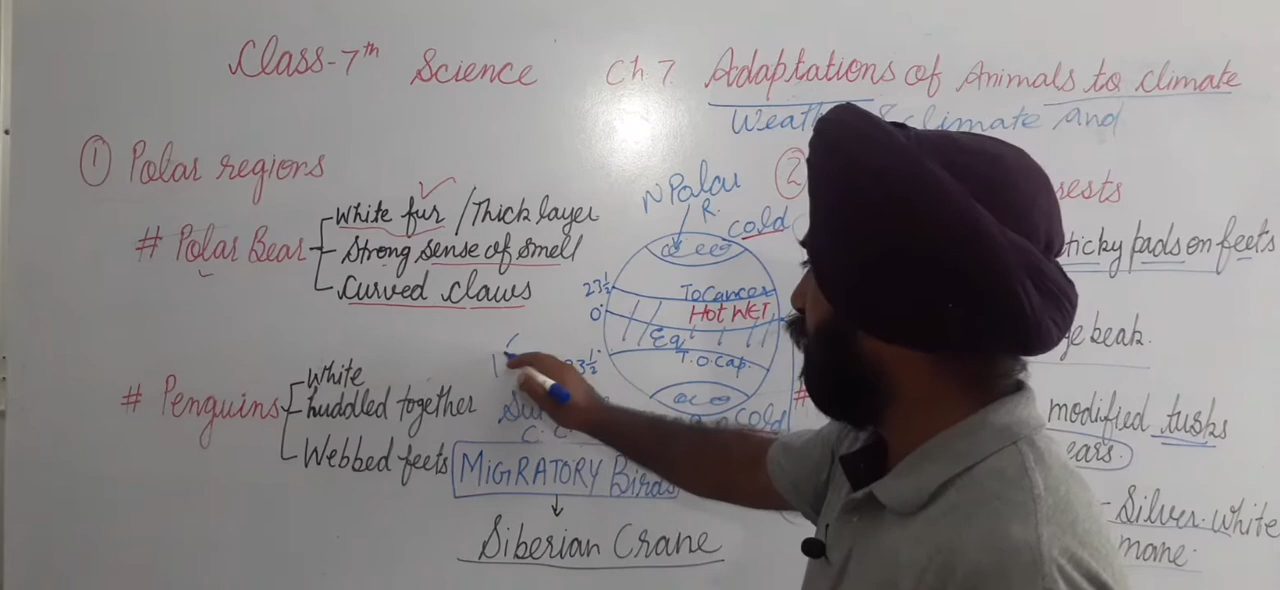 Class-7th Science Ch 7 Adaptations of Animals to climate
Climate And
① Polar regions
# Polar Bear
White fur / Thick layer
Strong sense of smell
Curved claws
# Penguins
White
huddled together
Webbed feets
N Polar
R.
cold
23½
To Cancer
0°
Hot WET
Eq
T.O.Cap.
cold
MIGRATORY Birds
Siberian Crane
②
sticky pads on feets
beak.
#
modified tusks
ears.
- Silver-white
mane.